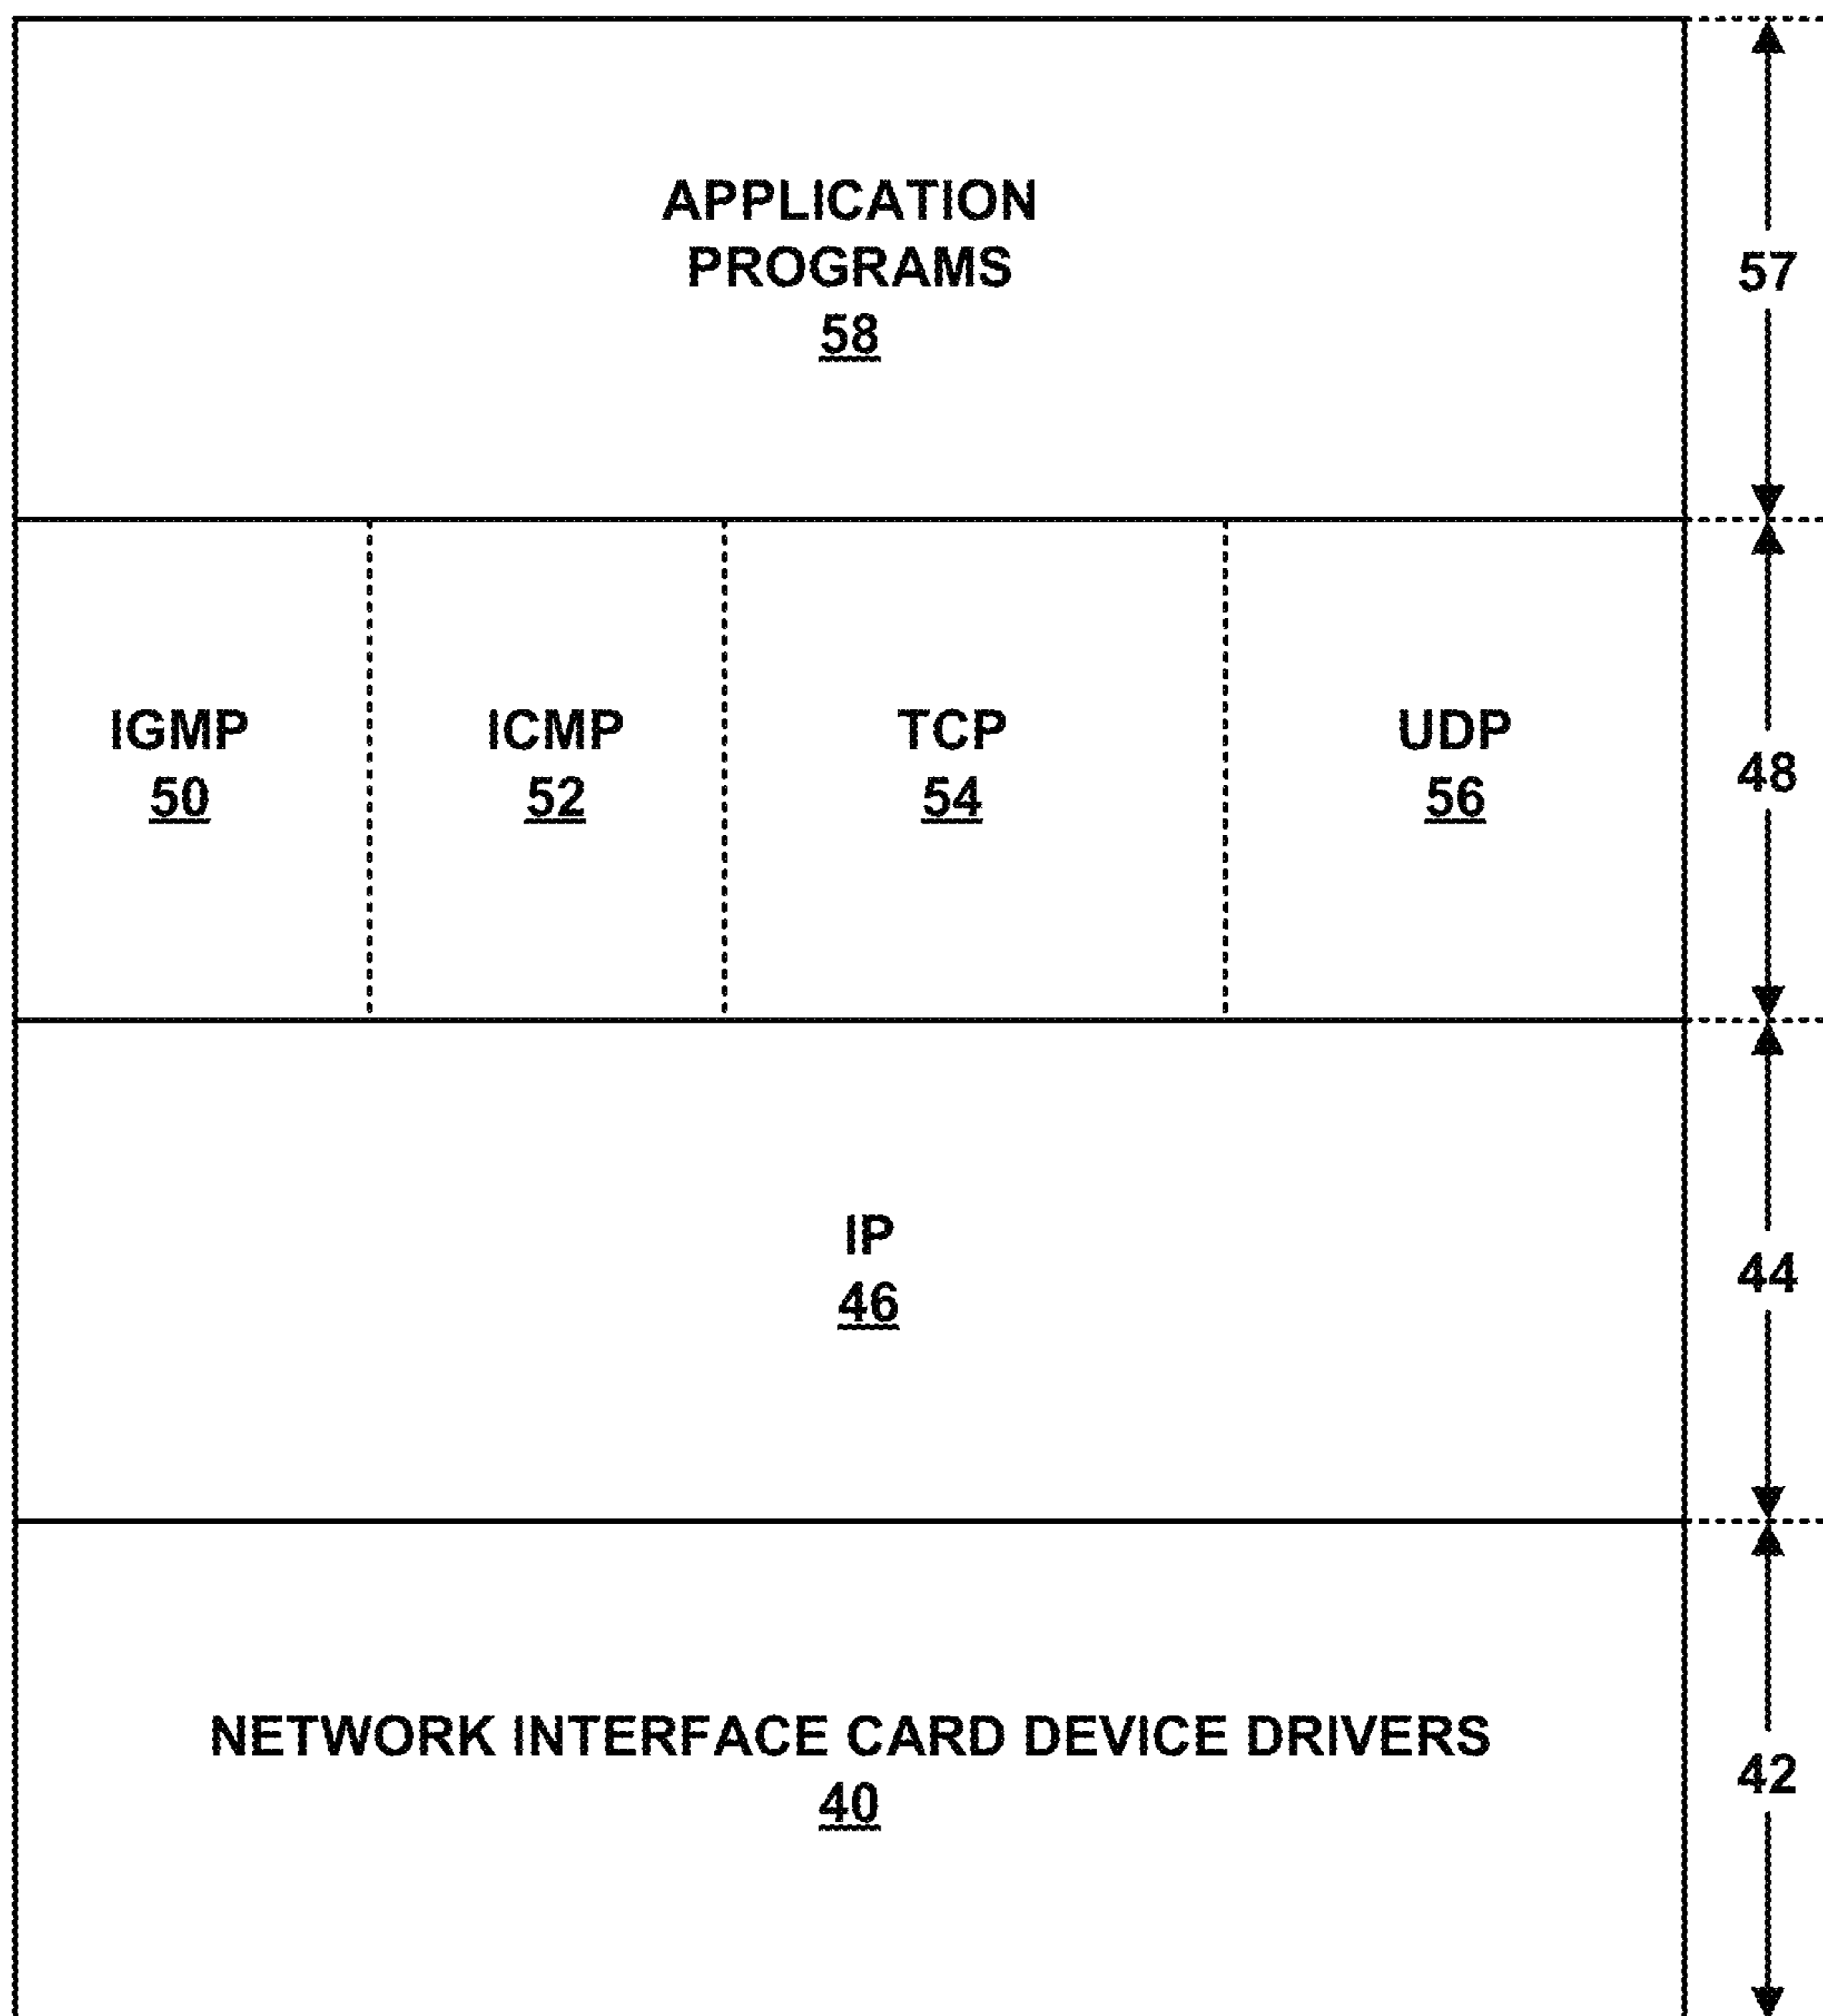 APPLICATION
PROGRAMS
58
57
IGMP
50
ICMP
52
TCP
54
UDP
56
48
IP
46
44
NETWORK INTERFACE CARD DEVICE DRIVERS
40
42